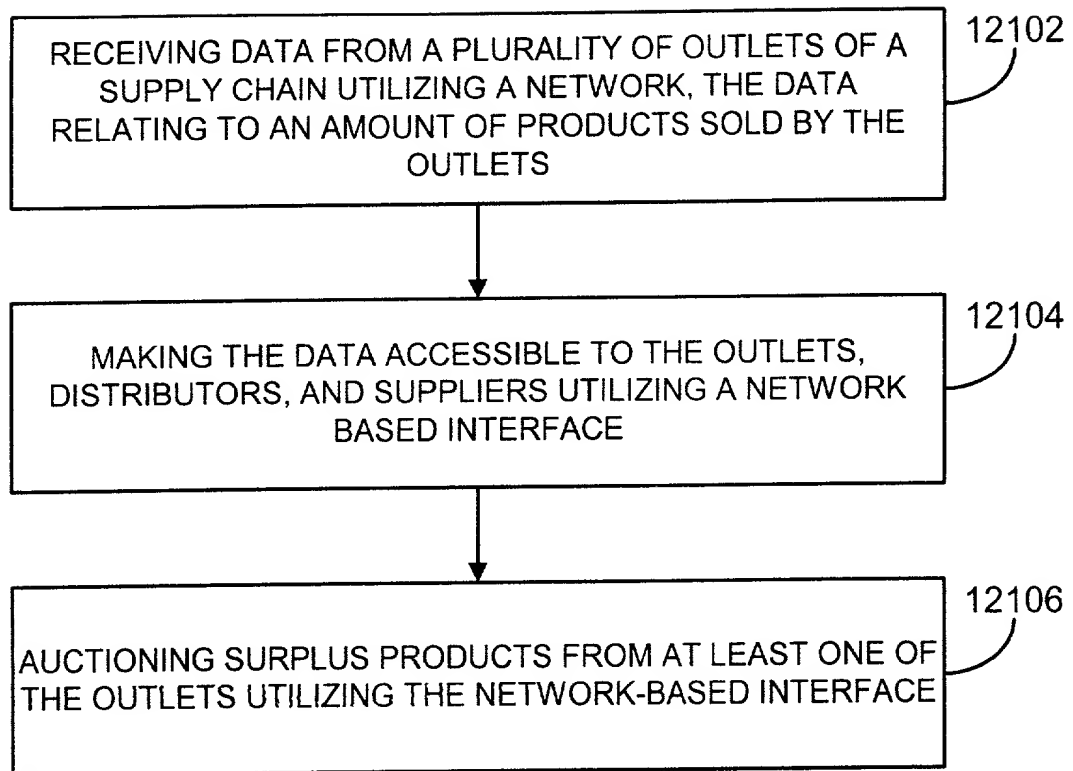 RECEIVING DATA FROM A PLURALITY OF OUTLETS OF A
SUPPLY CHAIN UTILIZING A NETWORK, THE DATA
RELATING TO AN AMOUNT OF PRODUCTS SOLD BY THE
OUTLETS
12102
MAKING THE DATA ACCESSIBLE TO THE OUTLETS,
DISTRIBUTORS, AND SUPPLIERS UTILIZING A NETWORK
BASED INTERFACE
12104
AUCTIONING SURPLUS PRODUCTS FROM AT LEAST ONE OF
THE OUTLETS UTILIZING THE NETWORK-BASED INTERFACE
12106